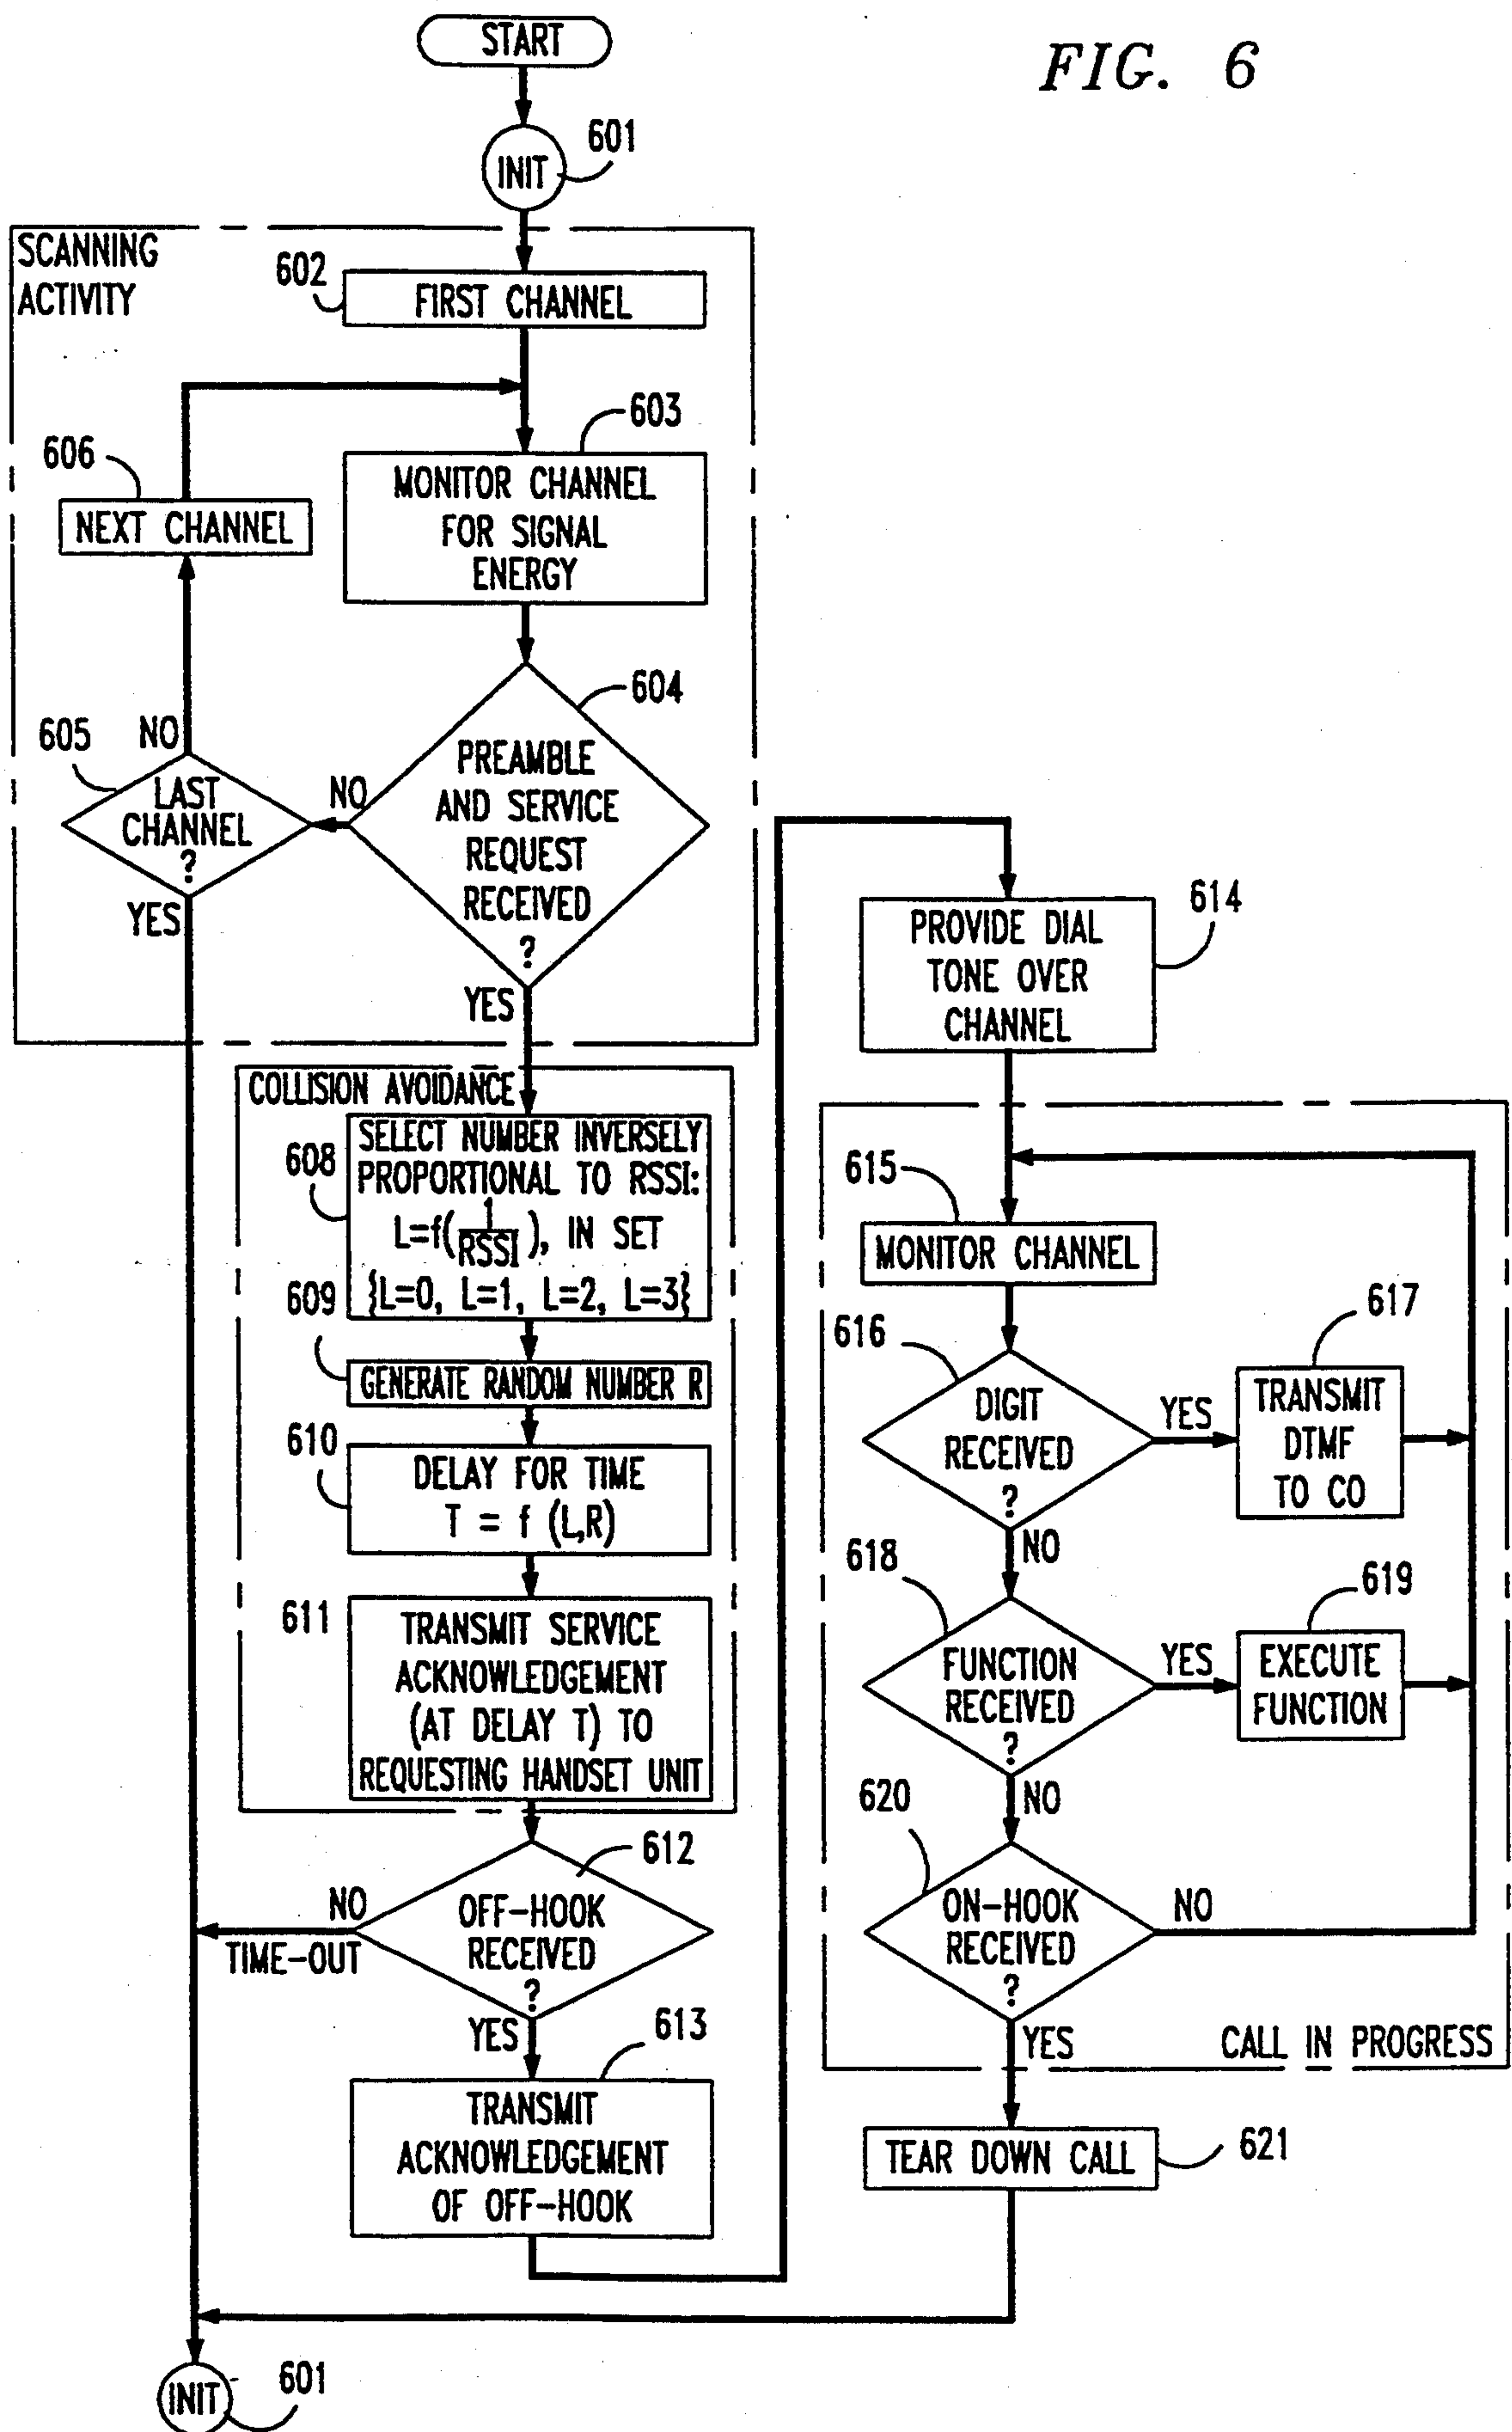 START
FIG. 6
601
INIT
SCANNING
ACTIVITY
602
FIRST CHANNEL
603
606
MONITOR CHANNEL
FOR SIGNAL
ENERGY
NEXT CHANNEL
604
605
NO
PREAMBLE
AND SERVICE
REQUEST
RECEIVED
?
NO
LAST
CHANNEL
?
YES
YES
COLLISION AVOIDANCE
608
SELECT NUMBER INVERSELY
PROPORTIONAL TO RSSI:
L=f(1/RSSI), IN SET
{L=0, L=1, L=2, L=3}
609
GENERATE RANDOM NUMBER R
610
DELAY FOR TIME
T = f (L,R)
611
TRANSMIT SERVICE
ACKNOWLEDGEMENT
(AT DELAY T) TO
REQUESTING HANDSET UNIT
612
OFF-HOOK
RECEIVED
?
NO
TIME-OUT
YES
613
TRANSMIT
ACKNOWLEDGEMENT
OF OFF-HOOK
614
PROVIDE DIAL
TONE OVER
CHANNEL
615
MONITOR CHANNEL
616
DIGIT
RECEIVED
?
YES
617
TRANSMIT
DTMF
TO CO
NO
618
FUNCTION
RECEIVED
?
YES
619
EXECUTE
FUNCTION
NO
620
ON-HOOK
RECEIVED
?
NO
YES
CALL IN PROGRESS
TEAR DOWN CALL
621
INIT
601